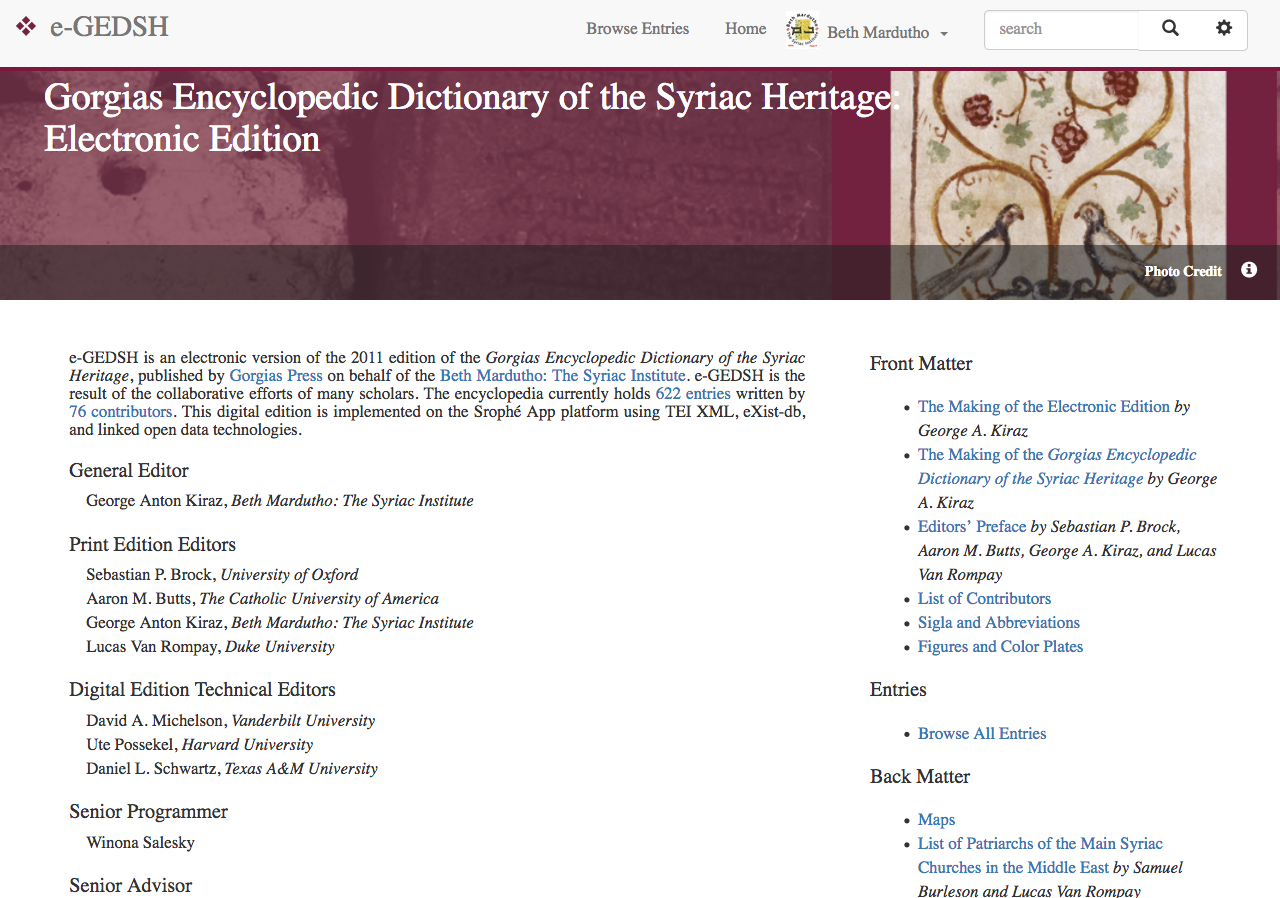 e-GEDSH
Browse Entries
Home
Beth Mardutho
search
Gorgias Encyclopedic Dictionary of the Syriac Heritage:
Electronic Edition
Photo Credit
e-GEDSH is an electronic version of the 2011 edition of the Gorgias Encyclopedic Dictionary of the Syriac
Heritage, published by Gorgias Press on behalf of the Beth Mardutho: The Syriac Institute. e-GEDSH is the
result of the collaborative efforts of many scholars. The encyclopedia currently holds 622 entries written by
76 contributors. This digital edition is implemented on the Srophé App platform using TEI XML, eXist-db,
and linked open data technologies.
General Editor
George Anton Kiraz, Beth Mardutho: The Syriac Institute
Print Edition Editors
Sebastian P. Brock, University of Oxford
Aaron M. Butts, The Catholic University of America
George Anton Kiraz, Beth Mardutho: The Syriac Institute
Lucas Van Rompay, Duke University
Digital Edition Technical Editors
David A. Michelson, Vanderbilt University
Ute Possekel, Harvard University
Daniel L. Schwartz, Texas A&M University
Senior Programmer
Winona Salesky
Senior Advisor
Front Matter
The Making of the Electronic Edition by
George A. Kiraz
The Making of the Gorgias Encyclopedic
Dictionary of the Syriac Heritage by George
A. Kiraz
Editors’ Preface by Sebastian P. Brock,
Aaron M. Butts, George A. Kiraz, and Lucas
Van Rompay
List of Contributors
Sigla and Abbreviations
Figures and Color Plates
Entries
Browse All Entries
Back Matter
Maps
List of Patriarchs of the Main Syriac
Churches in the Middle East by Samuel
Burleson and Lucas Van Rompay